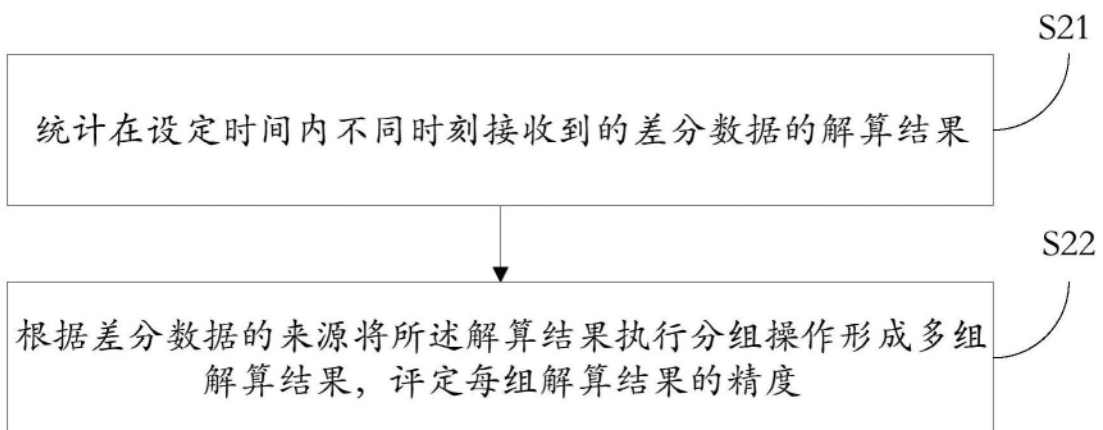 S21
统计在设定时间内不同时刻接收到的差分数据的解算结果
S22
根据差分数据的来源将所述解算结果执行分组操作形成多组
解算结果，评定每组解算结果的精度